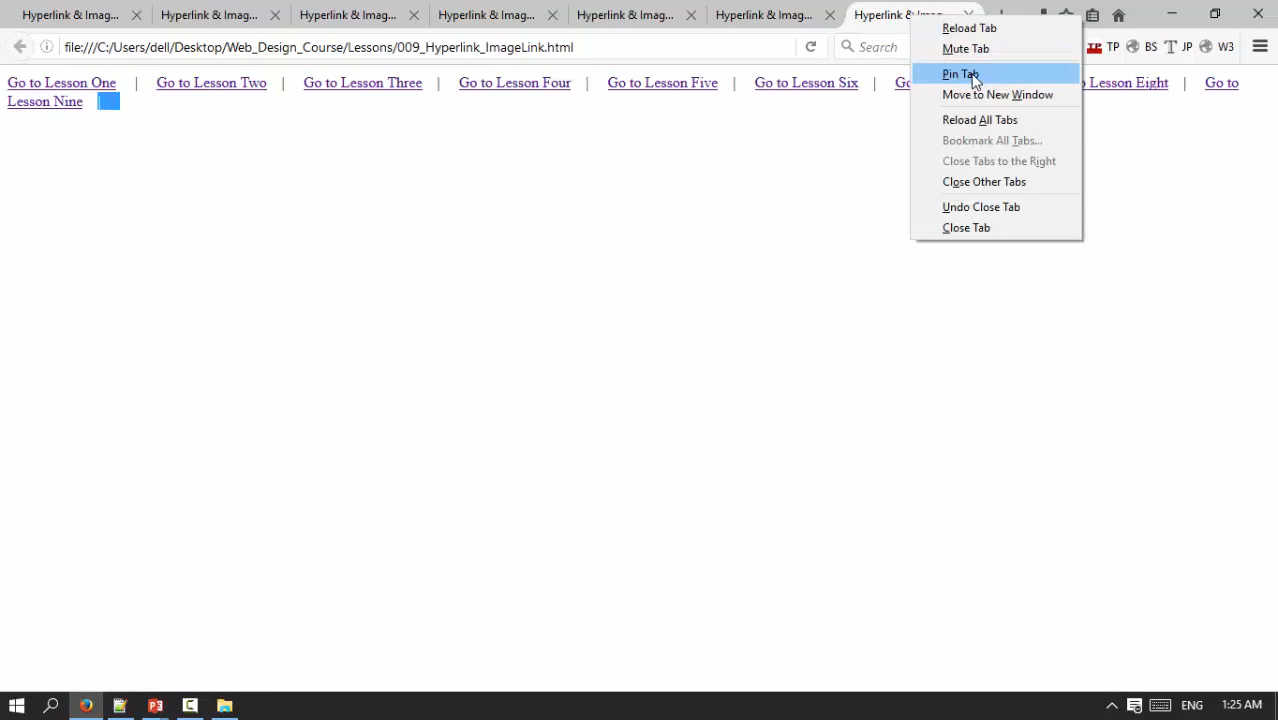 Hyperlink & Imag... Hyperlink & Imag... Hyperlink & Imag... Hyperlink & Imag... Hyperlink & Imag... Hyperlink & Imag... Hyperlink & Imag...
file:///C:/Users/dell/Desktop/Web_Design_Course/Lessons/009_Hyperlink_ImageLink.html Search TP TP BS T JP W3
Go to Lesson One | Go to Lesson Two | Go to Lesson Three | Go to Lesson Four | Go to Lesson Five | Go to Lesson Six | Lesson Eight | Go to
Lesson Nine
Reload Tab
Mute Tab
Pin Tab
Move to New Window
Reload All Tabs
Bookmark All Tabs...
Close Tabs to the Right
Close Other Tabs
Undo Close Tab
Close Tab
ENG 1:25 AM